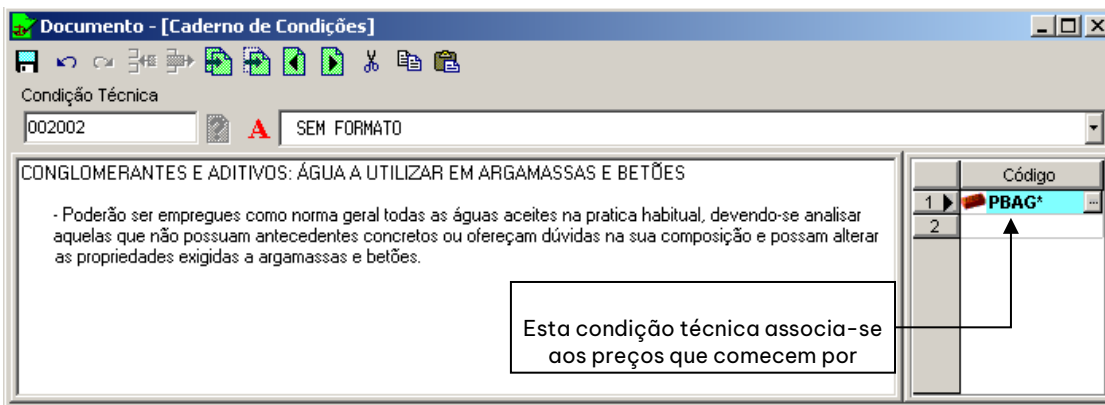 Documento - [Caderno de Condições]
Condição Técnica
002002
A
SEM FORMATO
CONGLOMERANTES E ADITIVOS: ÁGUA A UTILIZAR EM ARGAMASSAS E BETÕES
- Poderão ser empregues como norma geral todas as águas aceites na pratica habitual, devendo-se analisar
aquelas que não possuam antecedentes concretos ou ofereçam dúvidas na sua composição e possam alterar
as propriedades exigidas a argamassas e betões.
Código
1 PBAG* ...
2
Esta condição técnica associa-se
aos preços que comecem por